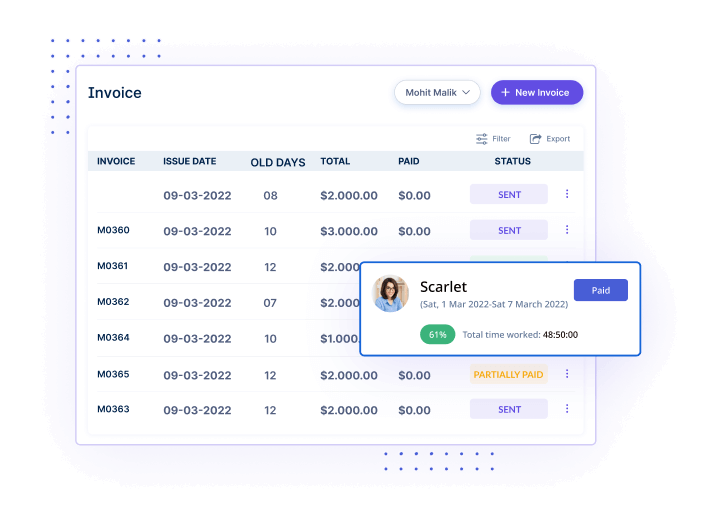 Invoice
Mohit Malik
+ New Invoice
Filter
Export
INVOICE ISSUE DATE OLD DAYS TOTAL PAID STATUS
09-03-2022 08 $2.000.00 $0.00 SENT
M0360 09-03-2022 10 $3.000.00 $0.00 SENT
M0361 09-03-2022 12 $2.00
M0362 09-03-2022 07 $2.00
M0364 09-03-2022 10 $1.000.
M0365 09-03-2022 12 $2.000.00 $0.00 PARTIALLY PAID
M0363 09-03-2022 12 $2.000.00 $0.00 SENT
Scarlet
Paid
(Sat, 1 Mar 2022-Sat 7 March 2022)
61% Total time worked: 48:50:00